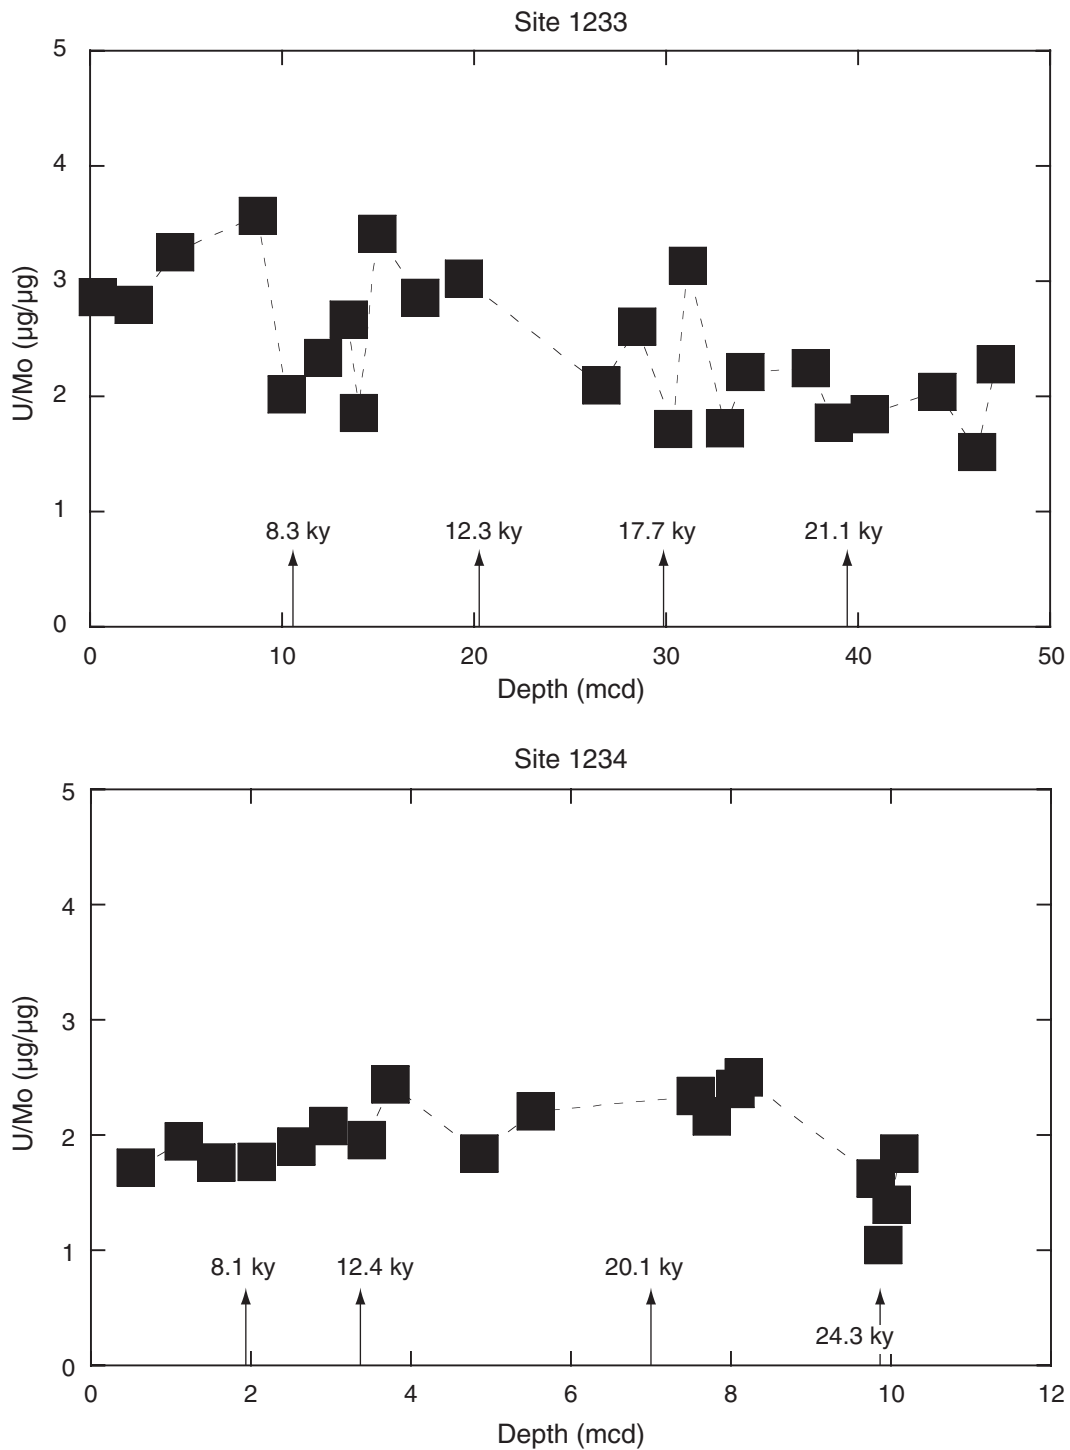 Site 1233
5
4
3
2
1
0
U/Mo (µg/µg)
8.3 ky 12.3 ky 17.7 ky 21.1 ky
0 10 20 30 40 50
Depth (mcd)
Site 1234
5
4
3
2
1
0
U/Mo (µg/µg)
8.1 ky 12.4 ky 20.1 ky
24.3 ky
0 2 4 6 8 10 12
Depth (mcd)